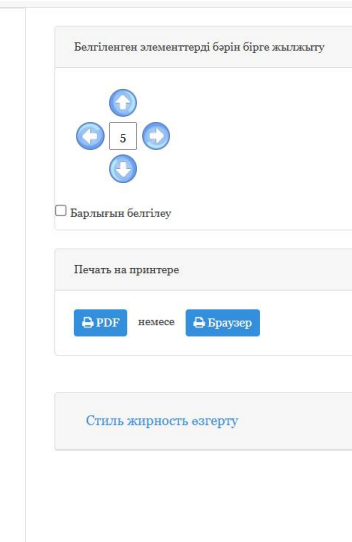 Белгіленген элементтерді бәрін бірге жылжыту
5
Барлығын белгілеу
Печать на принтере
PDF немесе Браузер
Стиль жирность өзгерту